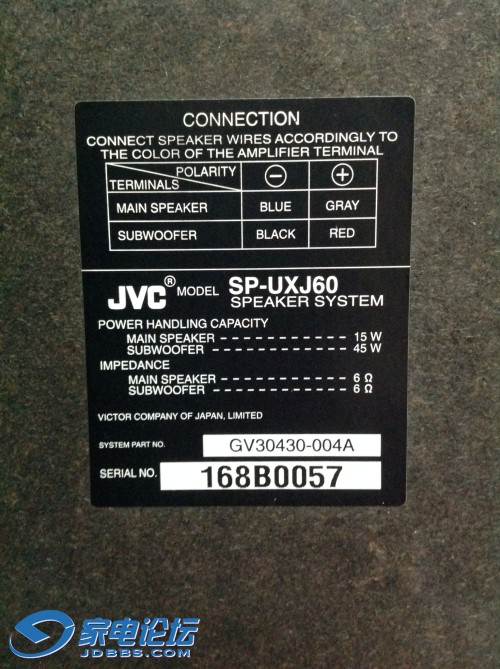 CONNECTION
CONNECT SPEAKER WIRES ACCORDINGLY TO
THE COLOR OF THE AMPLIFIER TERMINAL
POLARITY
TERMINALS
⊖ ⊕
MAIN SPEAKER BLUE GRAY
SUBWOOFER BLACK RED
JVC® MODEL SP-UXJ60
SPEAKER SYSTEM
POWER HANDLING CAPACITY
MAIN SPEAKER - - - - - - - - - - - - 15 W
SUBWOOFER - - - - - - - - - - - - 45 W
IMPEDANCE
MAIN SPEAKER - - - - - - - - - - - - 6 Ω
SUBWOOFER - - - - - - - - - - - - 6 Ω
VICTOR COMPANY OF JAPAN, LIMITED
SYSTEM PART NO. GV30430-004A
SERIAL NO. 168B0057
家电论坛
JDBBS.COM